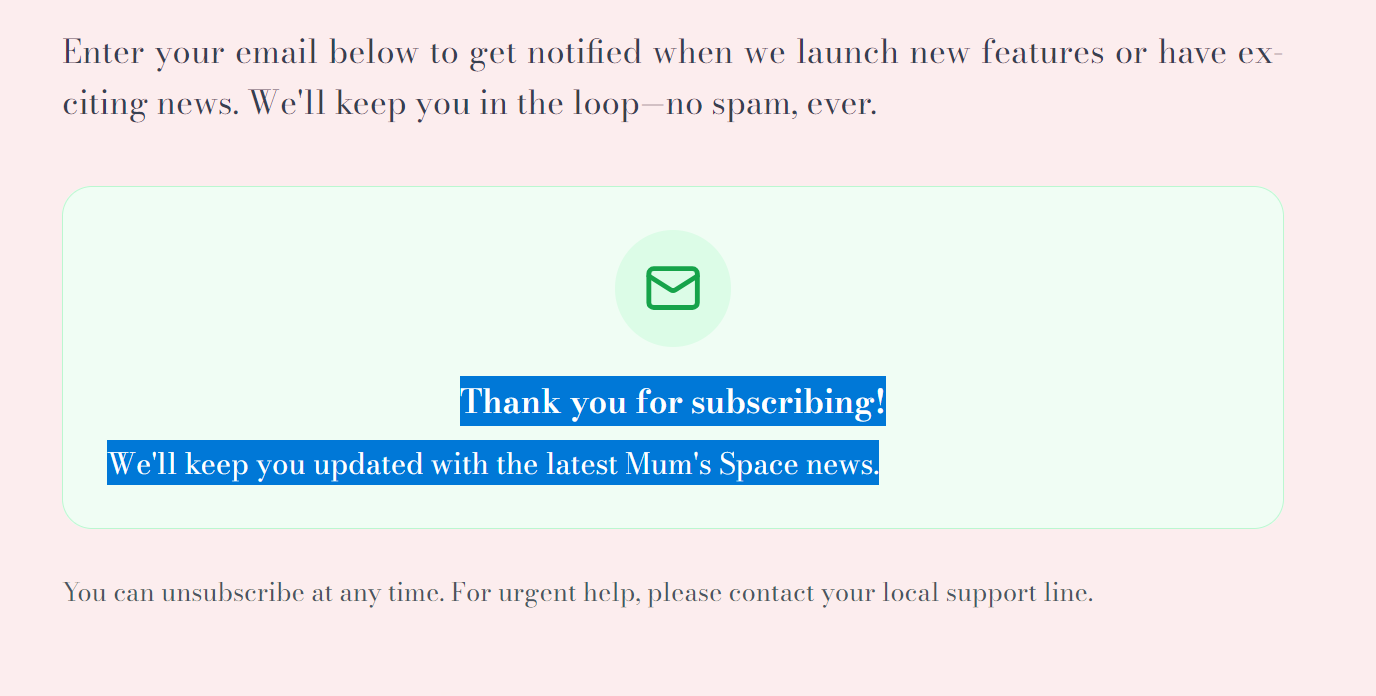 Enter your email below to get notified when we launch new features or have ex-
citing news. We'll keep you in the loop—no spam, ever.
Thank you for subscribing!
We'll keep you updated with the latest Mum's Space news.
You can unsubscribe at any time. For urgent help, please contact your local support line.